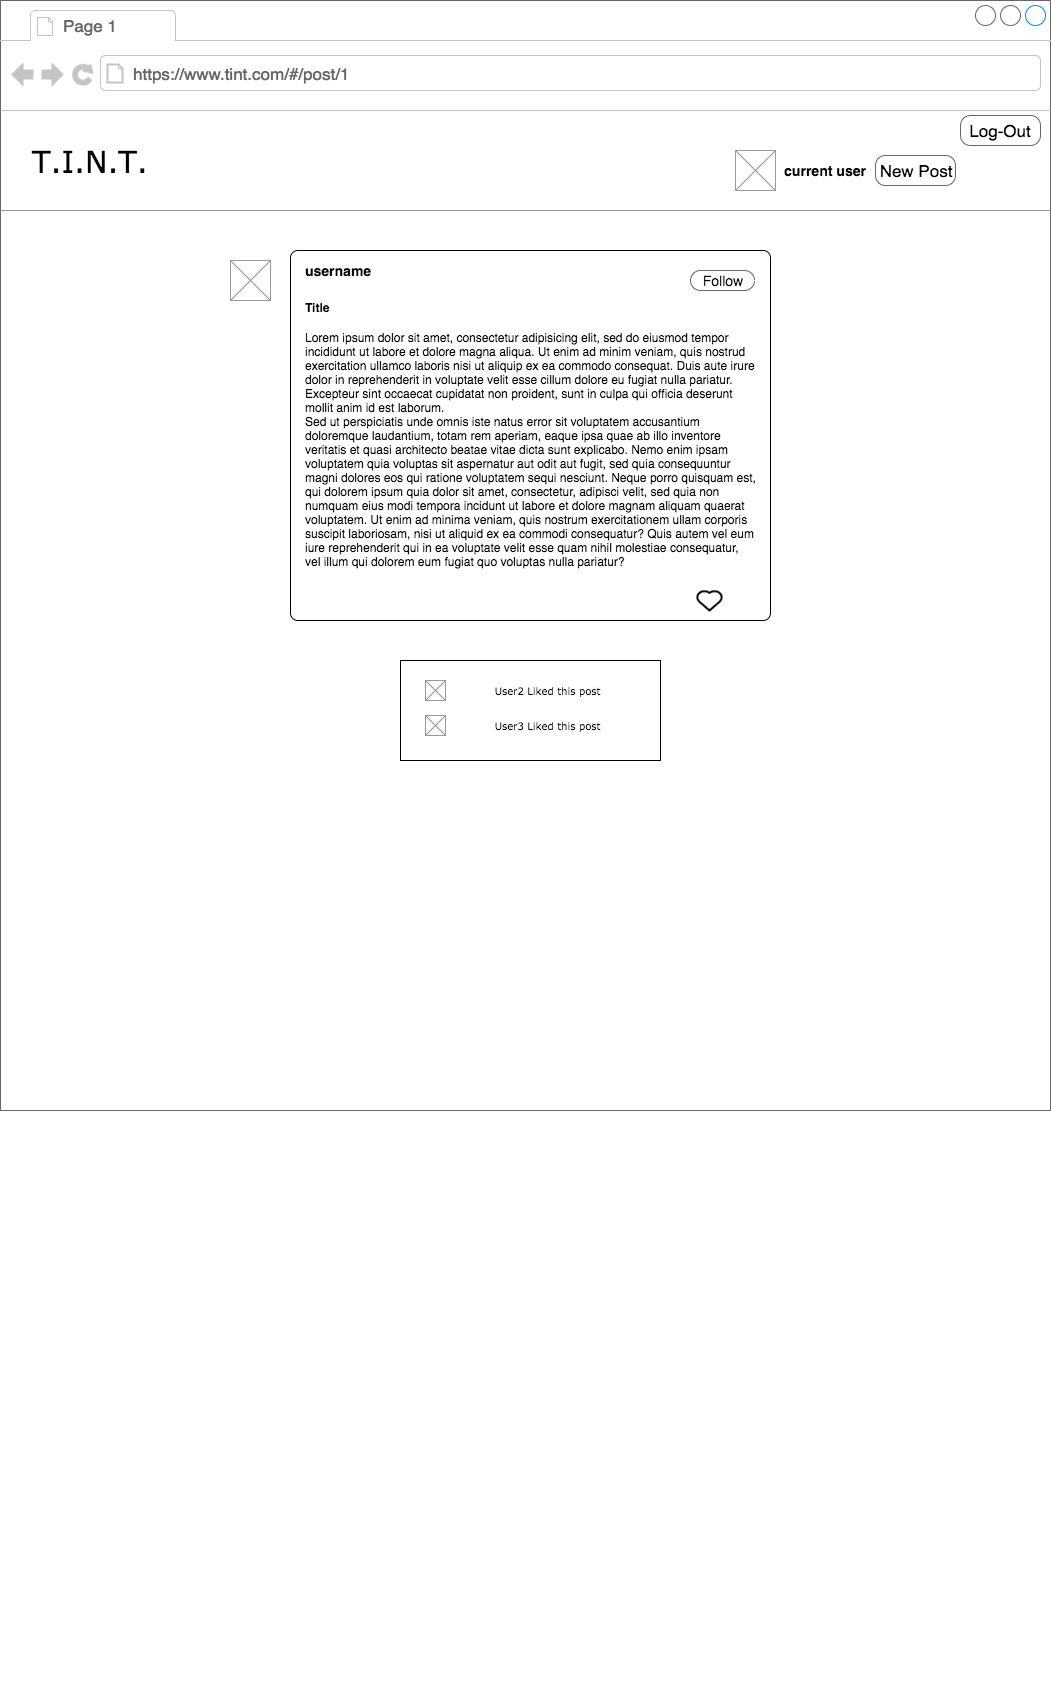 Page 1
https://www.tint.com/#/post/1
Log-Out
T.I.N.T.
current user
New Post
username
Follow
Title
Lorem ipsum dolor sit amet, consectetur adipisicing elit, sed do eiusmod tempor
incididunt ut labore et dolore magna aliqua. Ut enim ad minim veniam, quis nostrud
exercitation ullamco laboris nisi ut aliquip ex ea commodo consequat. Duis aute irure
dolor in reprehenderit in voluptate velit esse cillum dolore eu fugiat nulla pariatur.
Excepteur sint occaecat cupidatat non proident, sunt in culpa qui officia deserunt
mollit anim id est laborum.
Sed ut perspiciatis unde omnis iste natus error sit voluptatem accusantium
doloremque laudantium, totam rem aperiam, eaque ipsa quae ab illo inventore
veritatis et quasi architecto beatae vitae dicta sunt explicabo. Nemo enim ipsam
voluptatem quia voluptas sit aspernatur aut odit aut fugit, sed quia consequuntur
magni dolores eos qui ratione voluptatem sequi nesciunt. Neque porro quisquam est,
qui dolorem ipsum quia dolor sit amet, consectetur, adipisci velit, sed quia non
numquam eius modi tempora incidunt ut labore et dolore magnam aliquam quaerat
voluptatem. Ut enim ad minima veniam, quis nostrum exercitationem ullam corporis
suscipit laboriosam, nisi ut aliquid ex ea commodi consequatur? Quis autem vel eum
iure reprehenderit qui in ea voluptate velit esse quam nihil molestiae consequatur,
vel illum qui dolorem eum fugiat quo voluptas nulla pariatur?
User2 Liked this post
User3 Liked this post